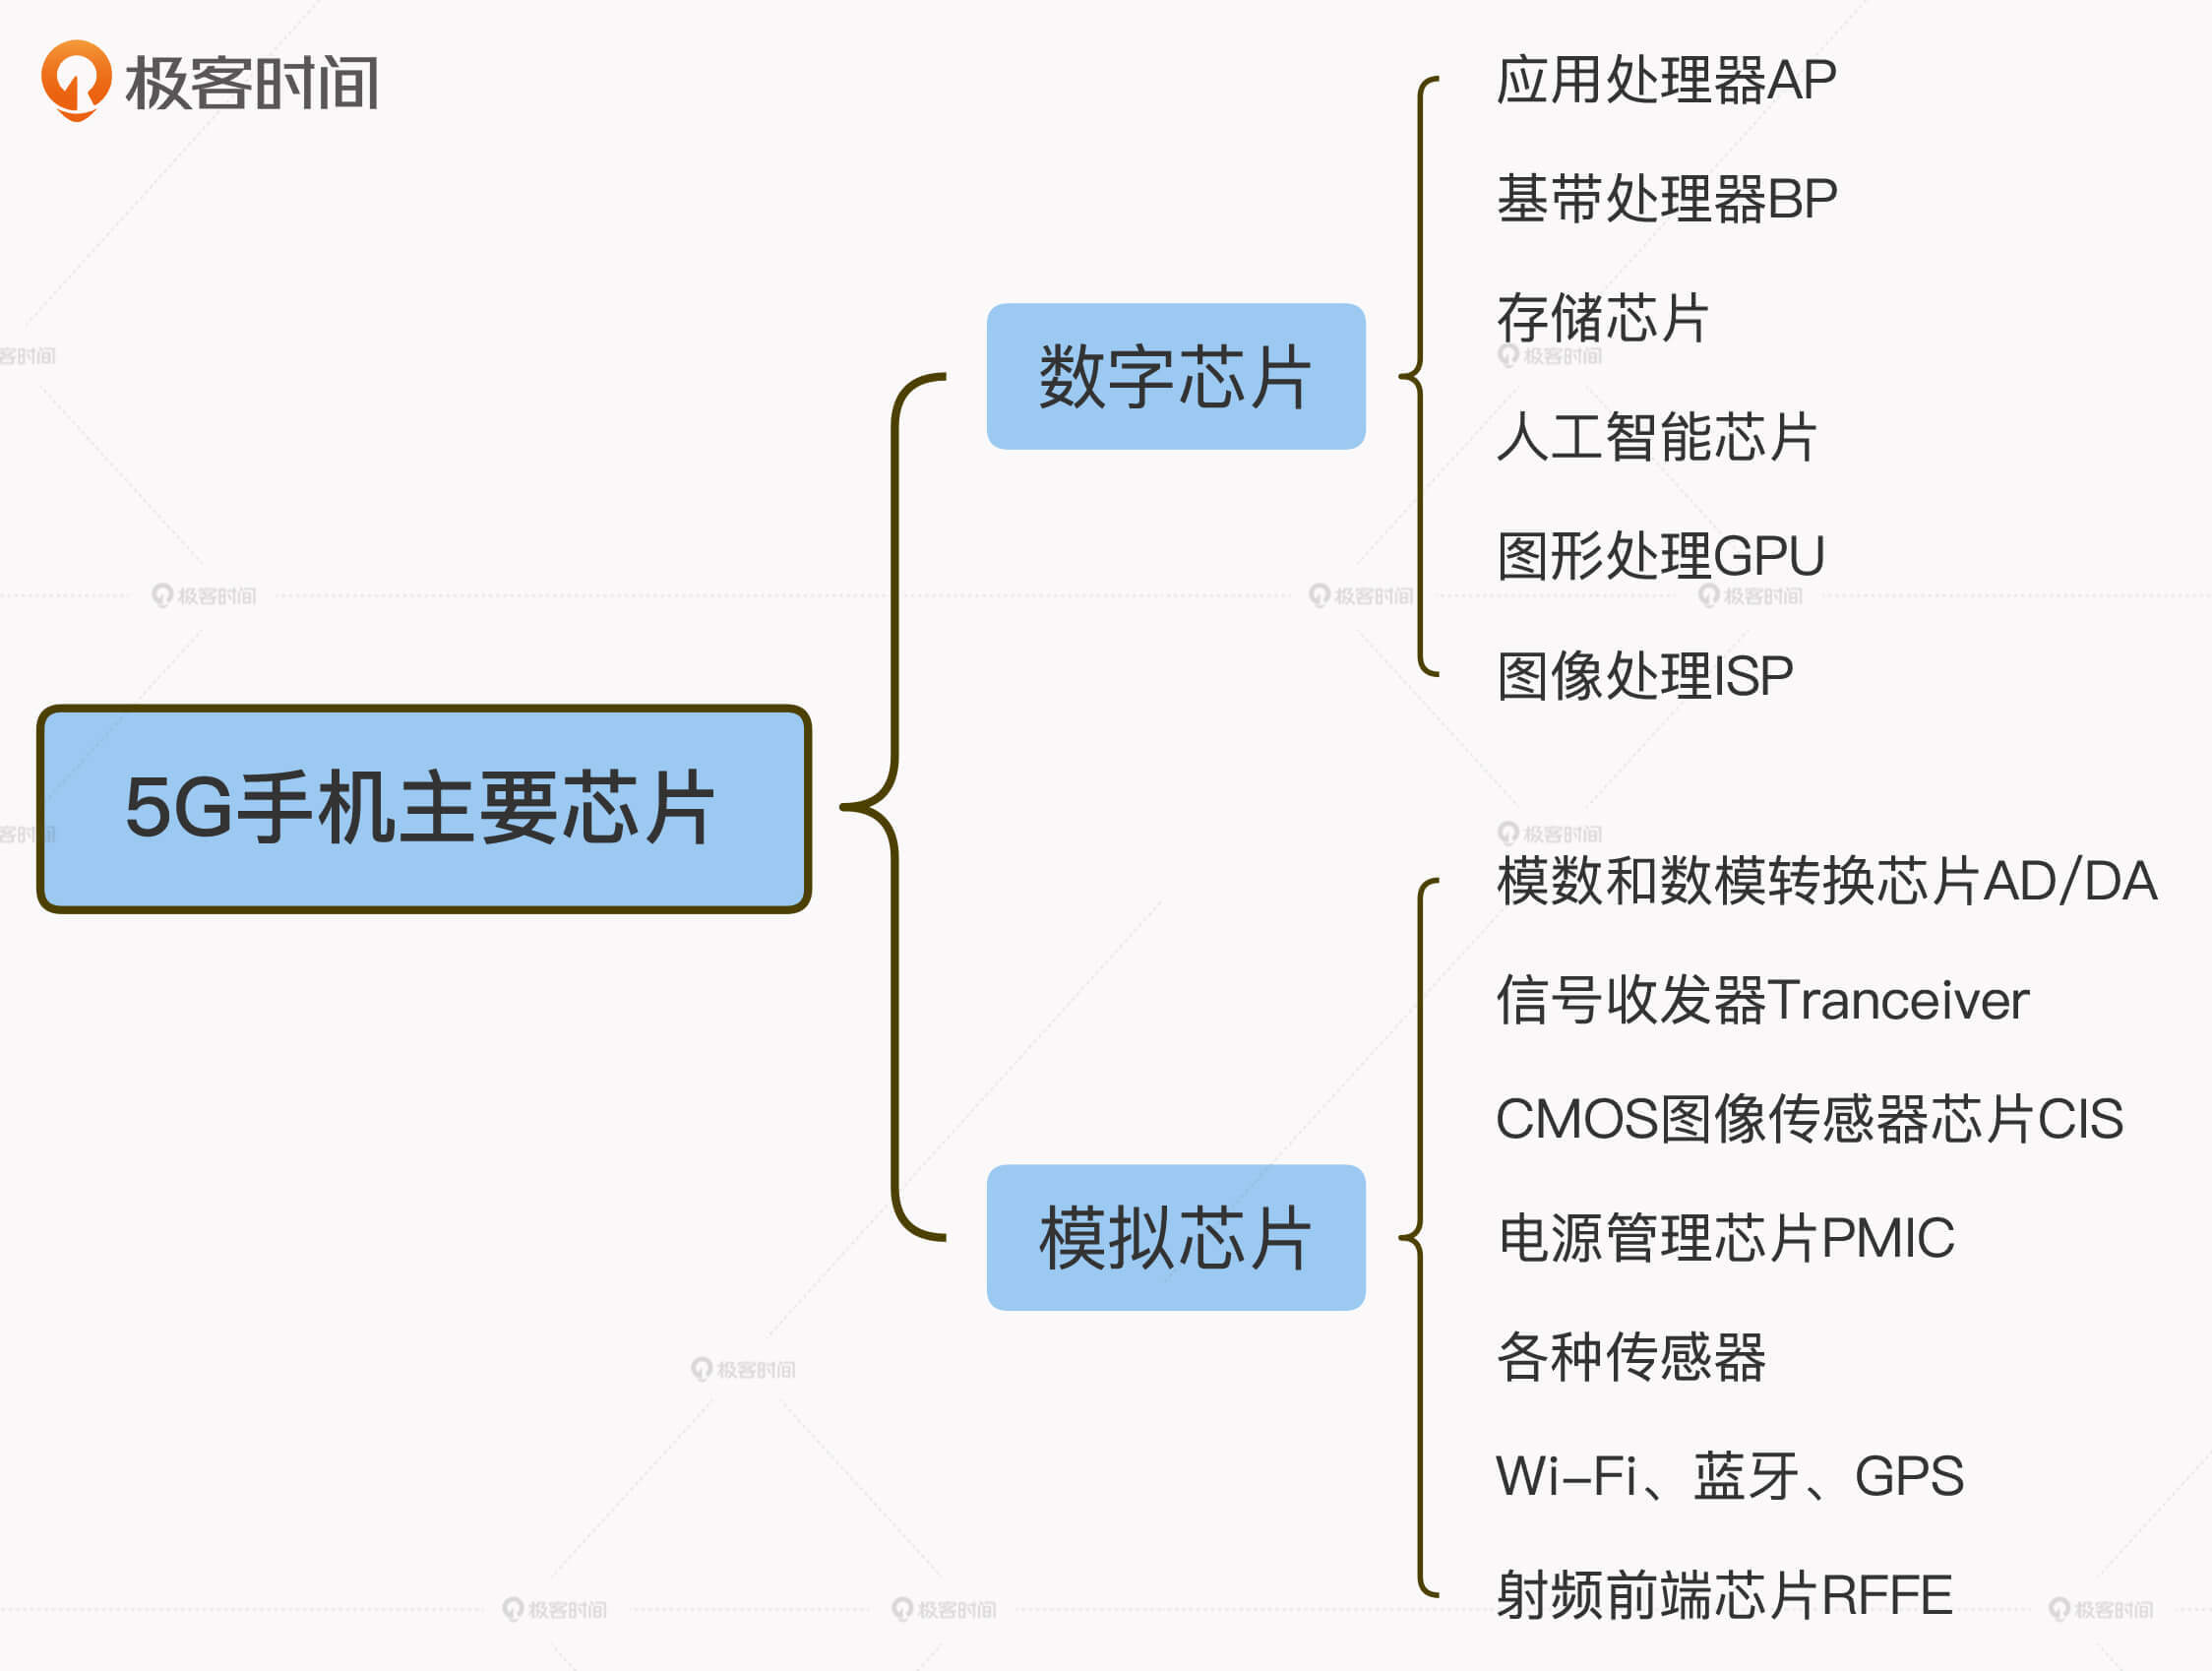 极客时间
应用处理器AP
基带处理器BP
存储芯片
人工智能芯片
图形处理GPU
图像处理ISP
数字芯片
5G手机主要芯片
模数和数模转换芯片AD/DA
信号收发器Tranceiver
CMOS图像传感器芯片CIS
电源管理芯片PMIC
各种传感器
Wi-Fi、蓝牙、GPS
射频前端芯片RFFE
模拟芯片